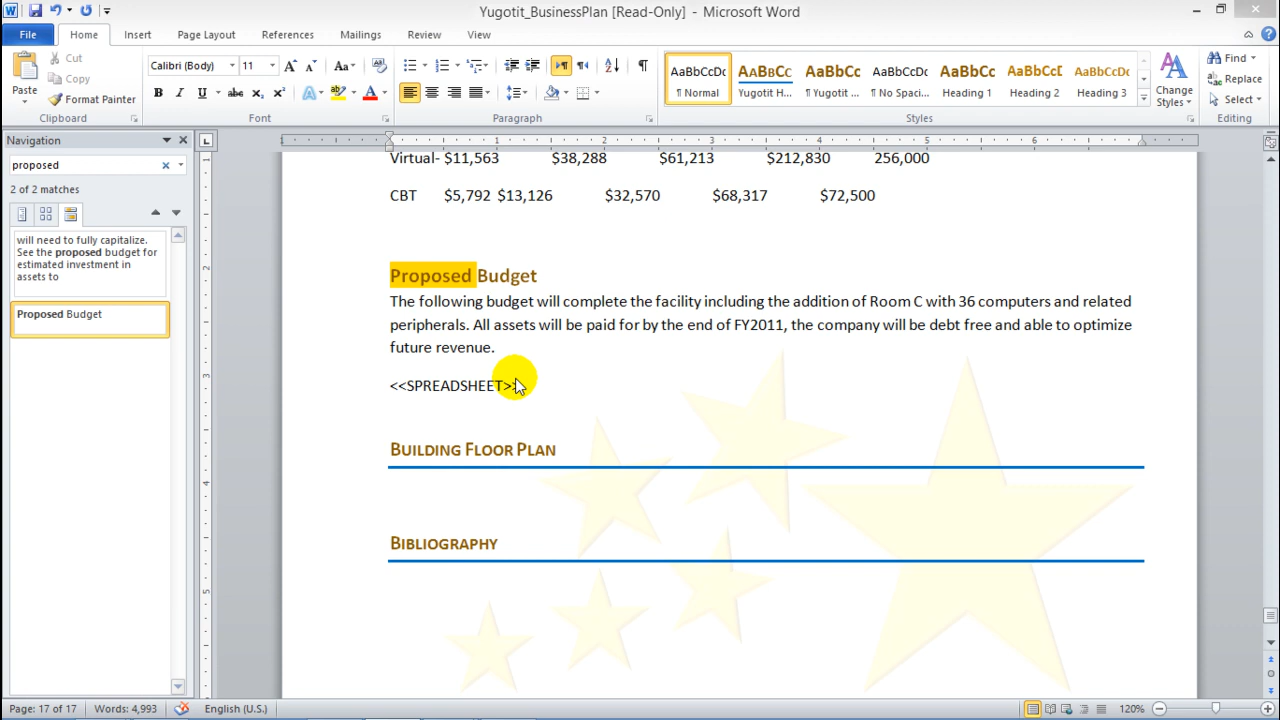 Yugotit_BusinessPlan [Read-Only] - Microsoft Word
File Home Insert Page Layout References Mailings Review View
Paste
Cut
Copy
Format Painter
Clipboard
Calibri (Body) 11
Font
Paragraph
AaBbCcDc AaBbCc AaBbCc AaBbCcDc AaBbCc AaBbCcD AaBbCcDc
¶ Normal Yugotit H... ¶ Yugotit ... ¶ No Spaci... Heading 1 Heading 2 Heading 3
Change Styles
Styles
Find
Replace
Select
Editing
Navigation
proposed
2 of 2 matches
will need to fully capitalize.
See the proposed budget for
estimated investment in
assets to
Proposed Budget
Virtual- $11,563 $38,288 $61,213 $212,830 256,000
CBT $5,792 $13,126 $32,570 $68,317 $72,500
Proposed Budget
The following budget will complete the facility including the addition of Room C with 36 computers and related
peripherals. All assets will be paid for by the end of FY2011, the company will be debt free and able to optimize
future revenue.
<<SPREADSHEET>>
BUILDING FLOOR PLAN
BIBLIOGRAPHY
Page: 17 of 17 Words: 4,993 English (U.S.) 120%